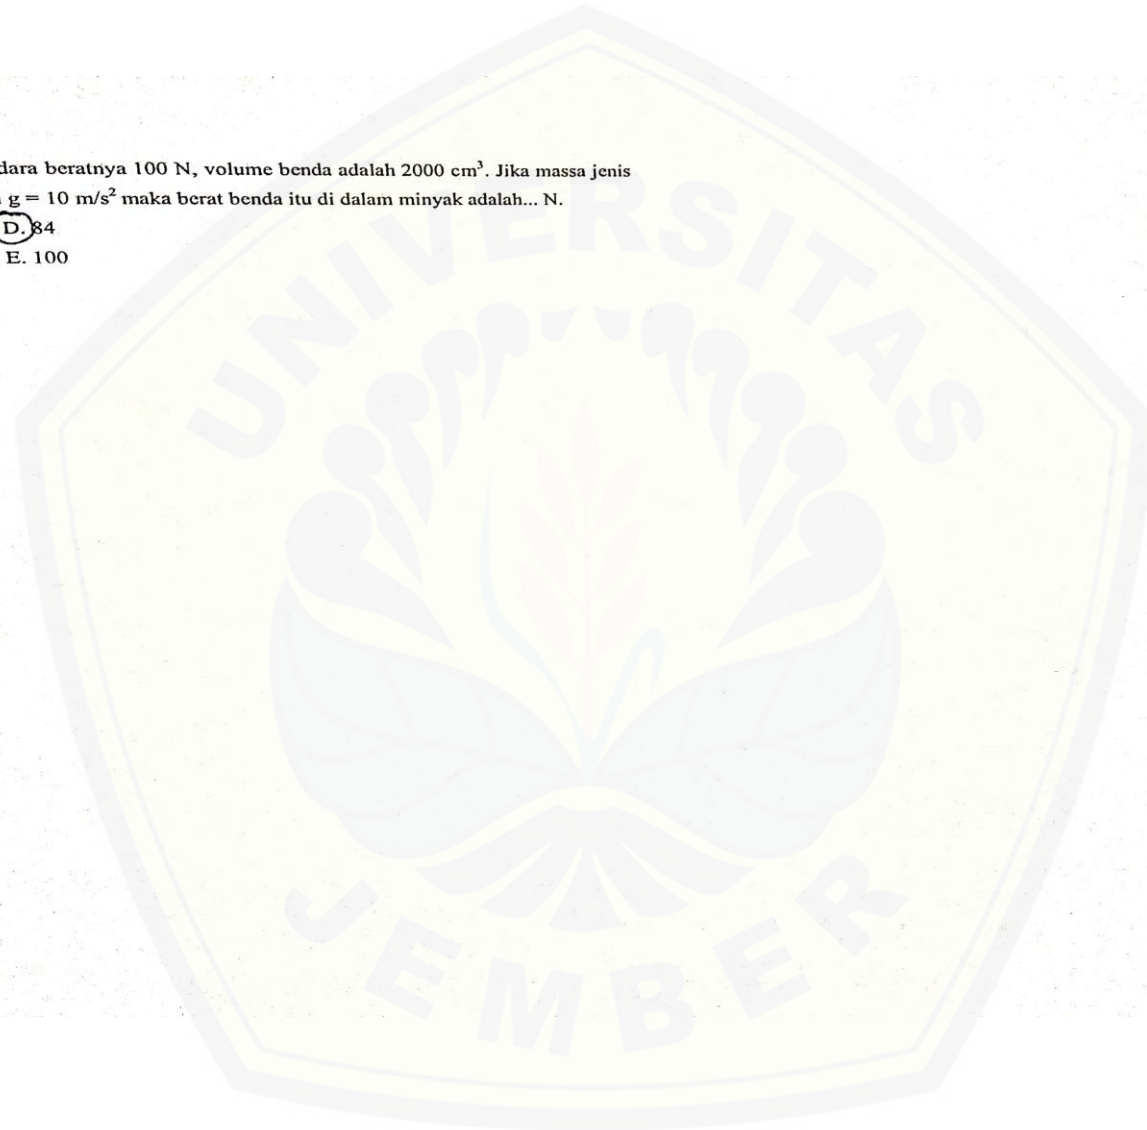 dara beratnya 100 N, volume benda adalah 2000 cm³. Jika massa jenis
g = 10 m/s² maka berat benda itu di dalam minyak adalah... N.
D. 84
E. 100
UNIVERSITAS
JEMBER